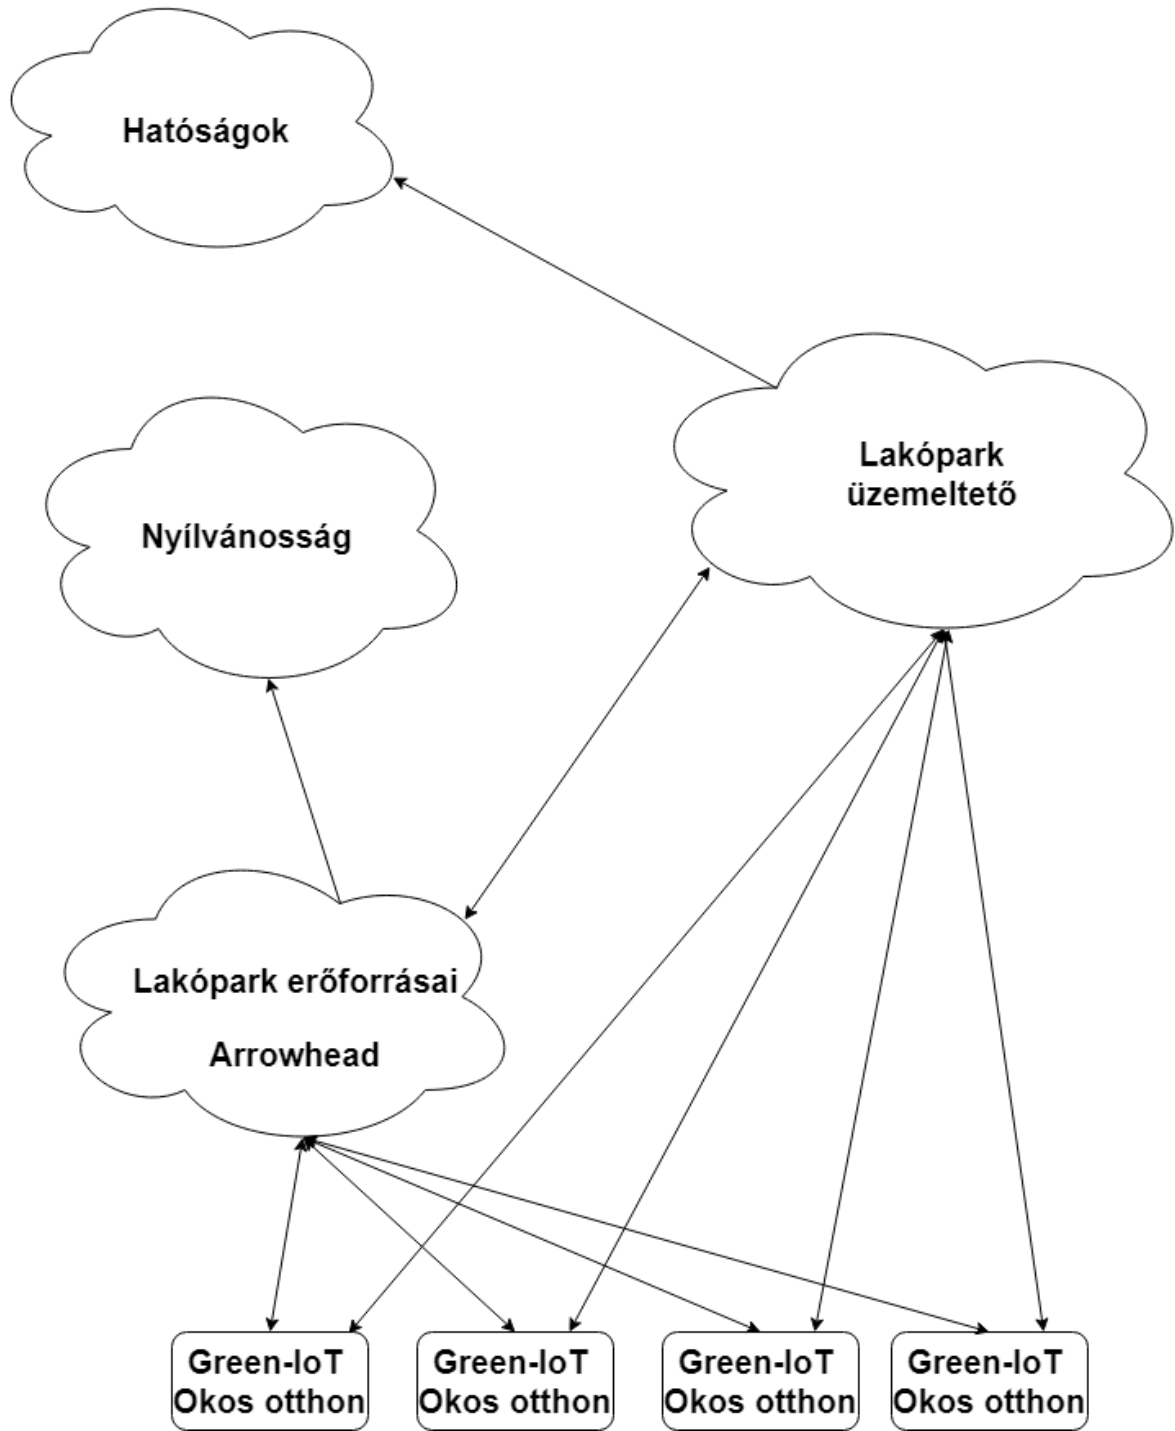 Hatóságok
Lakópark
üzemeltető
Nyílvánosság
Lakópark erőforrásai
Arrowhead
Green-IoT
Okos otthon
Green-IoT
Okos otthon
Green-IoT
Okos otthon
Green-IoT
Okos otthon